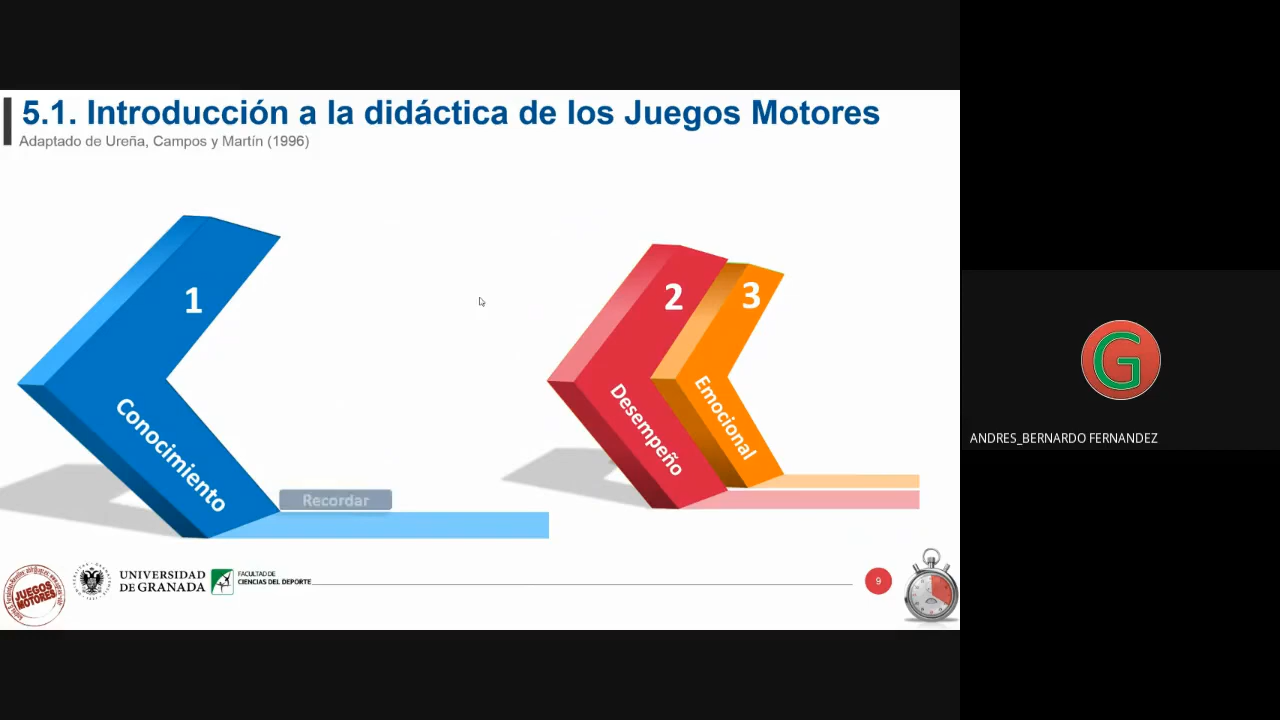 5.1. Introducción a la didáctica de los Juegos Motores
Adaptado de Ureña, Campos y Martín (1996)
1
Conocimiento
Recordar
2
Desempeño
3
Emocional
JUEGOS
MOTORES
UNIVERSIDAD
DE GRANADA
FACULTAD DE
CIENCIAS DEL DEPORTE
9
G
ANDRES_BERNARDO FERNANDEZ